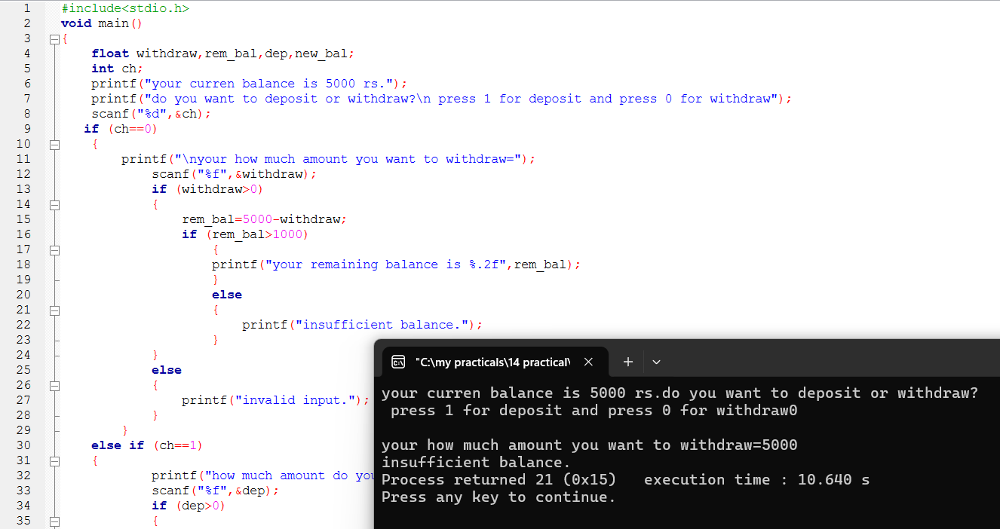 1 #include<stdio.h>
2 void main()
3 {
4 float withdraw,rem_bal,dep,new_bal;
5 int ch;
6 printf("your curren balance is 5000 rs.");
7 printf("do you want to deposit or withdraw?\n press 1 for deposit and press 0 for withdraw");
8 scanf("%d",&ch);
9 if (ch==0)
10 {
11 printf("\nyour how much amount you want to withdraw=");
12 scanf("%f",&withdraw);
13 if (withdraw>0)
14 {
15 rem_bal=5000-withdraw;
16 if (rem_bal>1000)
17 {
18 printf("your remaining balance is %.2f",rem_bal);
19 }
20 else
21 {
22 printf("insufficient balance.");
23 }
24 }
25 else
26 {
27 printf("invalid input.");
28 }
29 }
30 else if (ch==1)
31 {
32 printf("how much amount do you
33 scanf("%f",&dep);
34 if (dep>0)
35 {
"C:\my practicals\14 practical\
your curren balance is 5000 rs.do you want to deposit or withdraw?
press 1 for deposit and press 0 for withdraw0
your how much amount you want to withdraw=5000
insufficient balance.
Process returned 21 (0x15) execution time : 10.640 s
Press any key to continue.